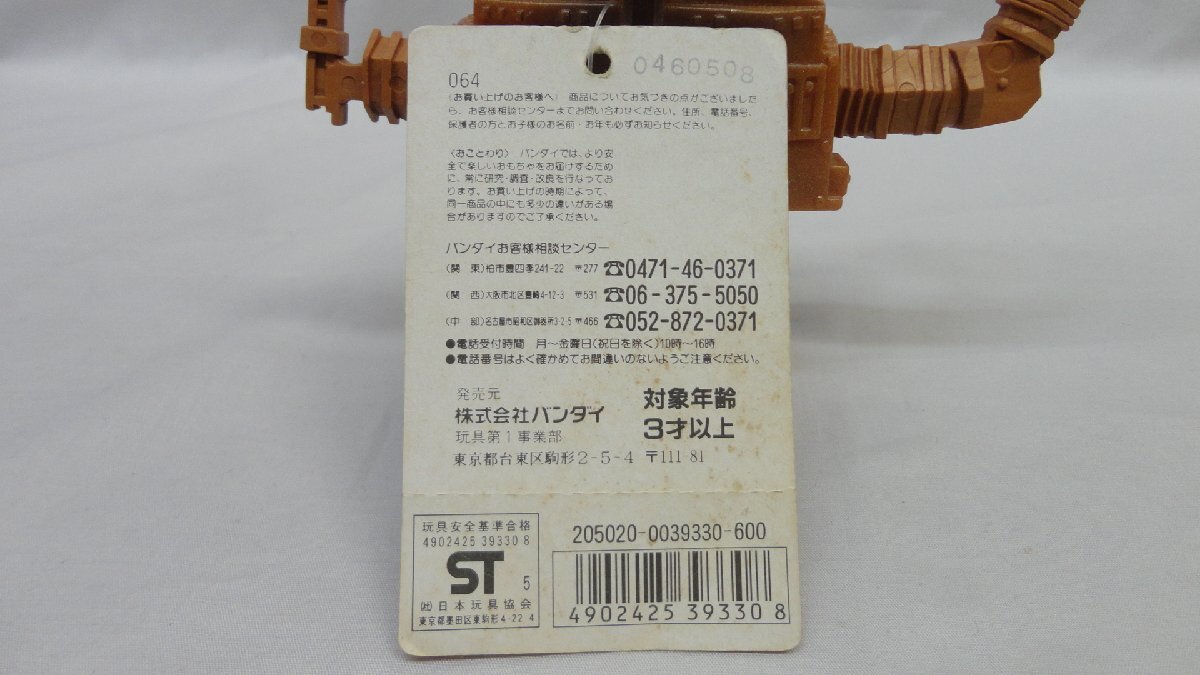 0460508
064
〈お買い上げのお客様へ〉 商品についてお気づきの点がございました
ら、お客様相談センターまでお問い合わせください。住所、電話番号、
保護者の方とお子様のお名前・お年も必ずお知らせください。
〈おことわり〉 バンダイでは、より安
全で楽しいおもちゃをお届けするため
に、常に研究・調査・改良を行なってお
ります。お買い上げの時期によって、
同一商品の中にも多少の違いがある場
合がありますのでご了承ください。
バンダイお客様相談センター
(関 東)柏市豊四季241-22 〒277 ☎0471-46-0371
(関 西)大阪市北区豊崎4-12-3 〒531 ☎06-375-5050
(中 部)名古屋市昭和区御器所3-2-5 〒466 ☎052-872-0371
●電話受付時間 月～金曜日(祝日を除く)10時～16時
●電話番号はよく確かめてお間違いのないようご注意ください。
発売元
株式会社バンダイ
玩具第1事業部
東京都台東区駒形2-5-4 〒111-81
対象年齢
3才以上
玩具安全基準合格
4902425 39330 8
ST 5
㈳日本玩具協会
東京都墨田区東駒形4-22-4
205020-0039330-600
4902425 39330 8